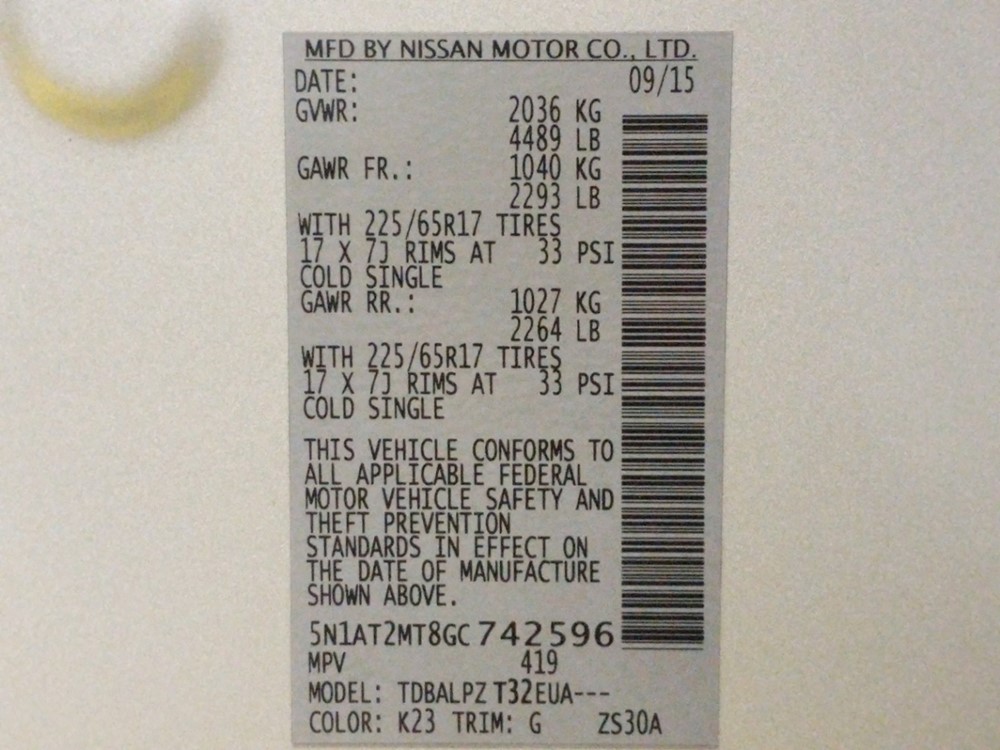 MFD BY NISSAN MOTOR CO., LTD.
DATE: 09/15
GVWR: 2036 KG
4489 LB
GAWR FR.: 1040 KG
2293 LB
WITH 225/65R17 TIRES
17 X 7J RIMS AT 33 PSI
COLD SINGLE
GAWR RR.: 1027 KG
2264 LB
WITH 225/65R17 TIRES
17 X 7J RIMS AT 33 PSI
COLD SINGLE
THIS VEHICLE CONFORMS TO
ALL APPLICABLE FEDERAL
MOTOR VEHICLE SAFETY AND
THEFT PREVENTION
STANDARDS IN EFFECT ON
THE DATE OF MANUFACTURE
SHOWN ABOVE.
5N1AT2MT8GC742596
MPV 419
MODEL: TDBALPZ T32EUA---
COLOR: K23 TRIM: G ZS30A